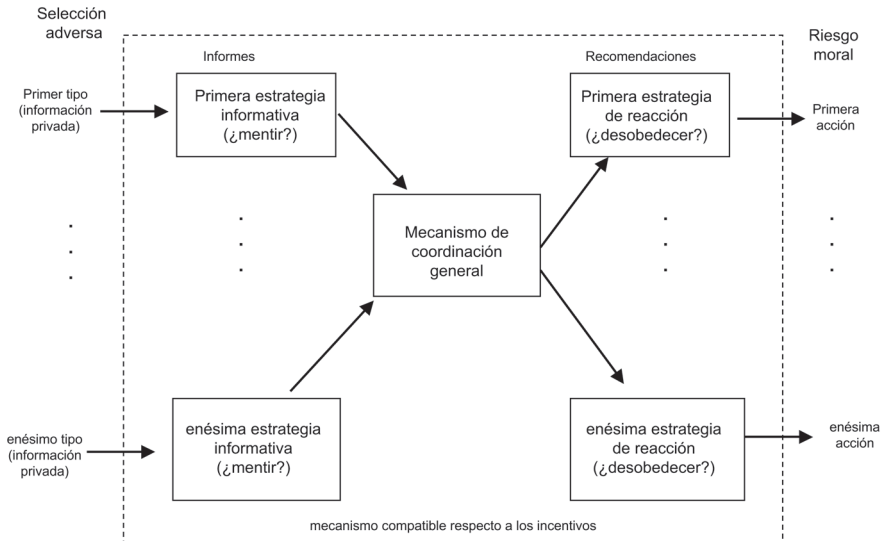 Selección
adversa
Riesgo
moral
Informes
Recomendaciones
Primer tipo
(información
privada)
Primera estrategia
informativa
(¿mentir?)
Primera estrategia
de reacción
(¿desobedecer?)
Primera
acción
Mecanismo de
coordinación
general
enésimo tipo
(información
privada)
enésima estrategia
informativa
(¿mentir?)
enésima estrategia
de reacción
(¿desobedecer?)
enésima
acción
mecanismo compatible respecto a los incentivos